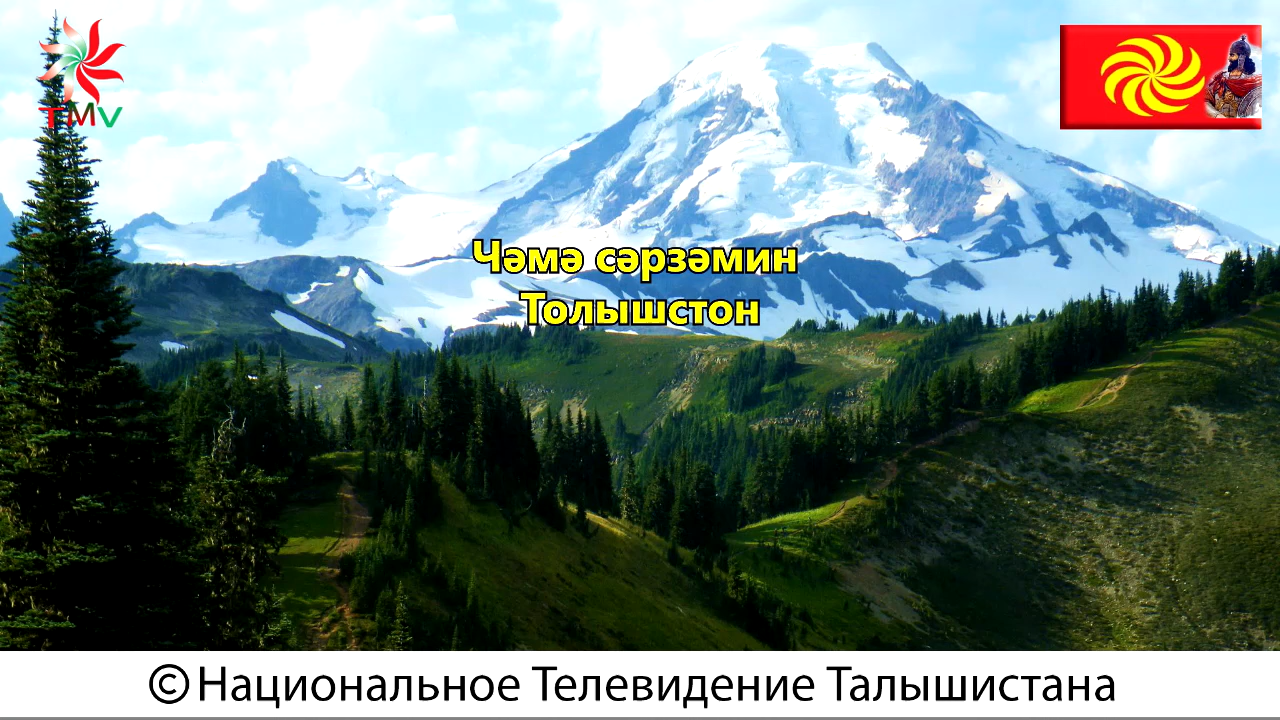 TMV
Чәмә сәрзәмин
Толышстон
©Национальное Телевидение Талышистана